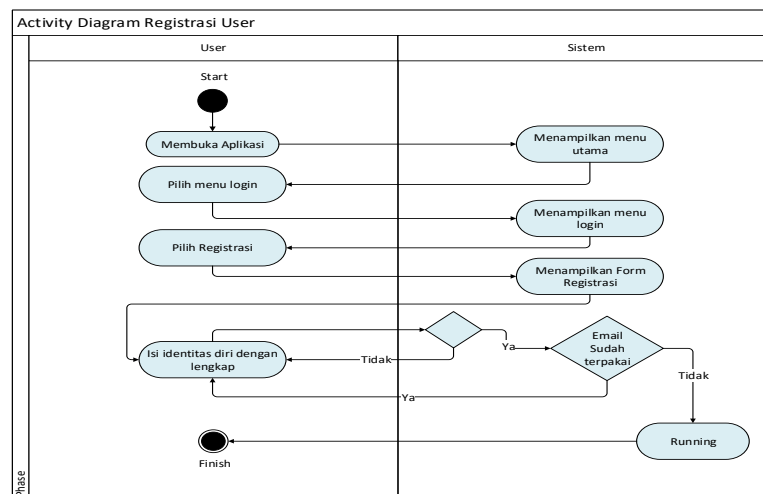 Activity Diagram Registrasi User
User
Sistem
Start
Membuka Aplikasi
Menampilkan menu
utama
Pilih menu login
Menampilkan menu
login
Pilih Registrasi
Menampilkan Form
Registrasi
Isi identitas diri dengan
lengkap
Tidak
Ya
Email
Sudah
terpakai
Tidak
Ya
Running
Finish
Phase